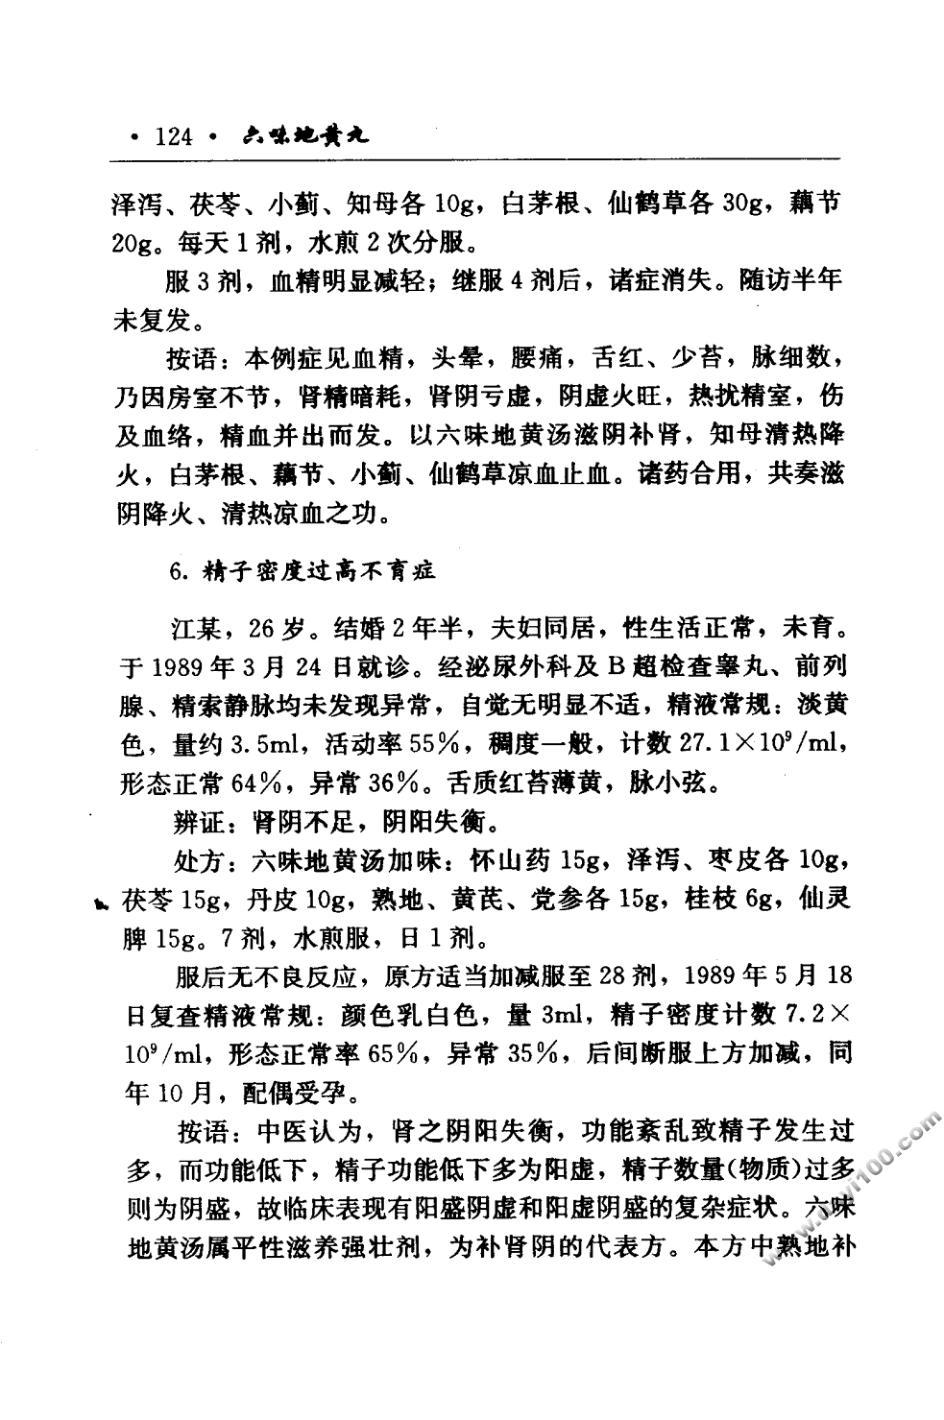 ·124· 六味地黄丸
泽泻、茯苓、小蓟、知母各 10g，白茅根、仙鹤草各 30g，藕节
20g。每天 1 剂，水煎 2 次分服。
服 3 剂，血精明显减轻；继服 4 剂后，诸症消失。随访半年
未复发。
按语：本例症见血精，头晕，腰痛，舌红、少苔，脉细数，
乃因房室不节，肾精暗耗，肾阴亏虚，阴虚火旺，热扰精室，伤
及血络，精血并出而发。以六味地黄汤滋阴补肾，知母清热降
火，白茅根、藕节、小蓟、仙鹤草凉血止血。诸药合用，共奏滋
阴降火、清热凉血之功。
6. 精子密度过高不育症
江某，26 岁。结婚 2 年半，夫妇同居，性生活正常，未育。
于 1989 年 3 月 24 日就诊。经泌尿外科及 B 超检查睾丸、前列
腺、精索静脉均未发现异常，自觉无明显不适，精液常规：淡黄
色，量约 3.5ml，活动率 55%，稠度一般，计数 27.1×10⁹/ml，
形态正常 64%，异常 36%。舌质红苔薄黄，脉小弦。
辨证：肾阴不足，阴阳失衡。
处方：六味地黄汤加味：怀山药 15g，泽泻、枣皮各 10g，
茯苓 15g，丹皮 10g，熟地、黄芪、党参各 15g，桂枝 6g，仙灵
脾 15g。7 剂，水煎服，日 1 剂。
服后无不良反应，原方适当加减服至 28 剂，1989 年 5 月 18
日复查精液常规：颜色乳白色，量 3ml，精子密度计数 7.2×
10⁹/ml，形态正常率 65%，异常 35%，后间断服上方加减，同
年 10 月，配偶受孕。
按语：中医认为，肾之阴阳失衡，功能紊乱致精子发生过
多，而功能低下，精子功能低下多为阳虚，精子数量(物质)过多
则为阴盛，故临床表现有阳盛阴虚和阳虚阴盛的复杂症状。六味
地黄汤属平性滋养强壮剂，为补肾阴的代表方。本方中熟地补